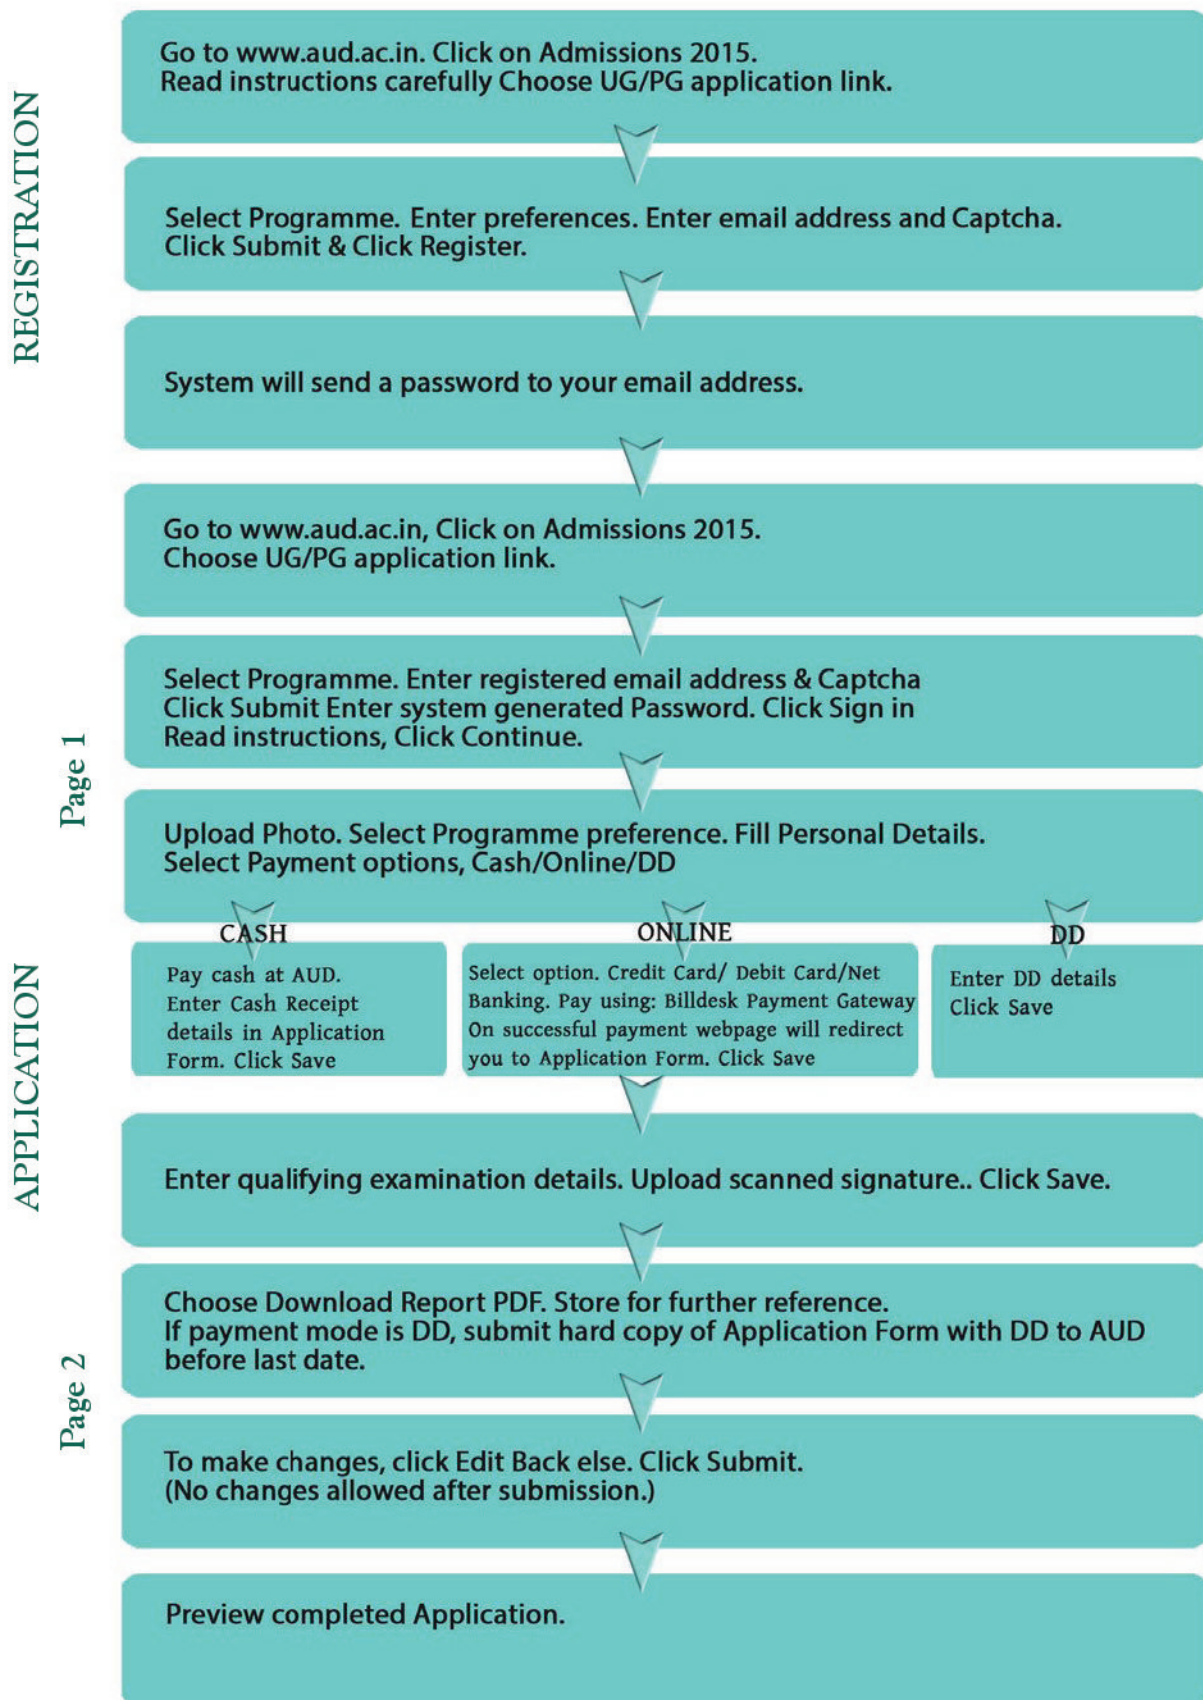 REGISTRATION
Go to www.aud.ac.in. Click on Admissions 2015.
Read instructions carefully Choose UG/PG application link.
Select Programme. Enter preferences. Enter email address and Captcha.
Click Submit & Click Register.
System will send a password to your email address.
Go to www.aud.ac.in, Click on Admissions 2015.
Choose UG/PG application link.
APPLICATION
Page 1
Select Programme. Enter registered email address & Captcha
Click Submit Enter system generated Password. Click Sign in
Read instructions, Click Continue.
Upload Photo. Select Programme preference. Fill Personal Details.
Select Payment options, Cash/Online/DD
CASH
Pay cash at AUD.
Enter Cash Receipt
details in Application
Form. Click Save
ONLINE
Select option. Credit Card/ Debit Card/Net
Banking. Pay using: Billdesk Payment Gateway
On successful payment webpage will redirect
you to Application Form. Click Save
DD
Enter DD details
Click Save
Page 2
Enter qualifying examination details. Upload scanned signature.. Click Save.
Choose Download Report PDF. Store for further reference.
If payment mode is DD, submit hard copy of Application Form with DD to AUD
before last date.
To make changes, click Edit Back else. Click Submit.
(No changes allowed after submission.)
Preview completed Application.